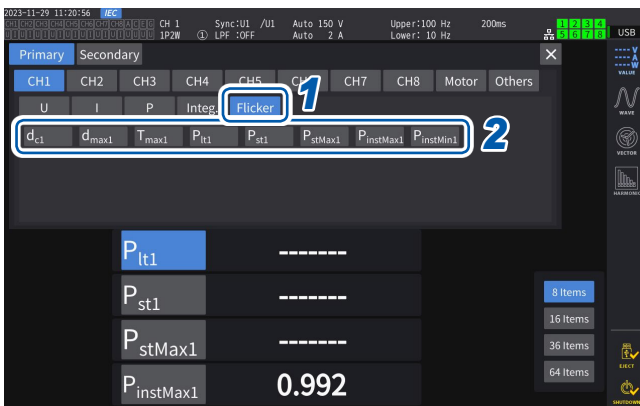 2023-11-29 11:20:56 IEC
CH 1 Sync:U1 /U1 Auto 150 V Upper:100 Hz 200ms
1P2W ① LPF :OFF Auto 2 A Lower: 10 Hz
1 2 3 4
5 6 7 8
USB
Primary Secondary ×
CH1 CH2 CH3 CH4 CH5 CH7 CH8 Motor Others
U I P Integ. Flicker 1
dc1 dmax1 Tmax1 Plt1 Pst1 PstMax1 PinstMax1 PinstMin1 2
Plt1 -------
Pst1 -------
PstMax1 -------
PinstMax1 0.992
8 Items
16 Items
36 Items
64 Items
V
A
W
VALUE
WAVE
VECTOR
HARMONIC
EJECT
SHUTDOWN